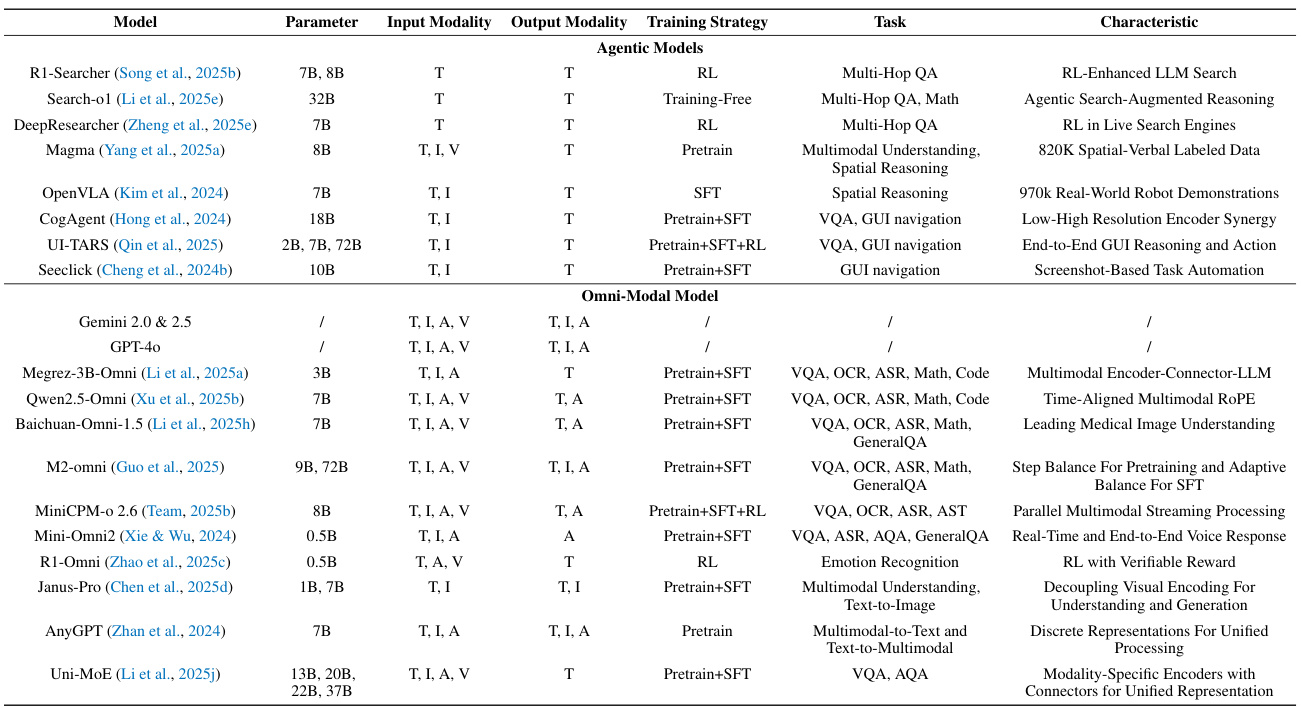 Model Parameter Input Modality Output Modality Training Strategy Task Characteristic
Agentic Models
R1-Searcher (Song et al., 2025b) 7B, 8B T T RL Multi-Hop QA RL-Enhanced LLM Search
Search-o1 (Li et al., 2025e) 32B T T Training-Free Multi-Hop QA, Math Agentic Search-Augmented Reasoning
DeepResearcher (Zheng et al., 2025e) 7B T T RL Multi-Hop QA RL in Live Search Engines
Magma (Yang et al., 2025a) 8B T, I, V T Pretrain Multimodal Understanding, 820K Spatial-Verbal Labeled Data
Spatial Reasoning
OpenVLA (Kim et al., 2024) 7B T, I T SFT Spatial Reasoning 970k Real-World Robot Demonstrations
CogAgent (Hong et al., 2024) 18B T, I T Pretrain+SFT VQA, GUI navigation Low-High Resolution Encoder Synergy
UI-TARS (Qin et al., 2025) 2B, 7B, 72B T, I T Pretrain+SFT+RL VQA, GUI navigation End-to-End GUI Reasoning and Action
Seeclick (Cheng et al., 2024b) 10B T, I T Pretrain+SFT GUI navigation Screenshot-Based Task Automation
Omni-Modal Model
Gemini 2.0 & 2.5 / T, I, A, V T, I, A / / /
GPT-4o / T, I, A, V T, I, A / / /
Megrez-3B-Omni (Li et al., 2025a) 3B T, I, A T Pretrain+SFT VQA, OCR, ASR, Math, Code Multimodal Encoder-Connector-LLM
Qwen2.5-Omni (Xu et al., 2025b) 7B T, I, A, V T, A Pretrain+SFT VQA, OCR, ASR, Math, Code Time-Aligned Multimodal RoPE
Baichuan-Omni-1.5 (Li et al., 2025h) 7B T, I, A, V T, A Pretrain+SFT VQA, OCR, ASR, Math, Leading Medical Image Understanding
GeneralQA
M2-omni (Guo et al., 2025) 9B, 72B T, I, A, V T, I, A Pretrain+SFT VQA, OCR, ASR, Math, Step Balance For Pretraining and Adaptive
GeneralQA Balance For SFT
MiniCPM-o 2.6 (Team, 2025b) 8B T, I, A, V T, A Pretrain+SFT+RL VQA, OCR, ASR, AST Parallel Multimodal Streaming Processing
Mini-Omni2 (Xie & Wu, 2024) 0.5B T, I, A A Pretrain+SFT VQA, ASR, AQA, GeneralQA Real-Time and End-to-End Voice Response
R1-Omni (Zhao et al., 2025c) 0.5B T, A, V T RL Emotion Recognition RL with Verifiable Reward
Janus-Pro (Chen et al., 2025d) 1B, 7B T, I T, I Pretrain+SFT Multimodal Understanding, Decoupling Visual Encoding For
Text-to-Image Understanding and Generation
AnyGPT (Zhan et al., 2024) 7B T, I, A T, I, A Pretrain Multimodal-to-Text and Discrete Representations For Unified
Text-to-Multimodal Processing
Uni-MoE (Li et al., 2025j) 13B, 20B, T, I, A, V T Pretrain+SFT VQA, AQA Modality-Specific Encoders with
22B, 37B Connectors for Unified Representation